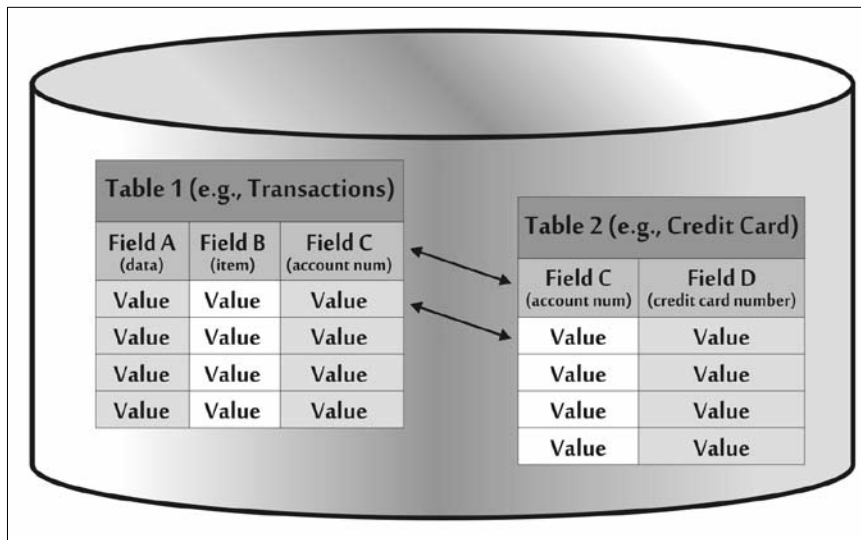 Table 1 (e.g., Transactions)
Field A Field B Field C
(data) (item) (account num)
Value Value Value
Value Value Value
Value Value Value
Value Value Value
Table 2 (e.g., Credit Card)
Field C Field D
(account num) (credit card number)
Value Value
Value Value
Value Value
Value Value